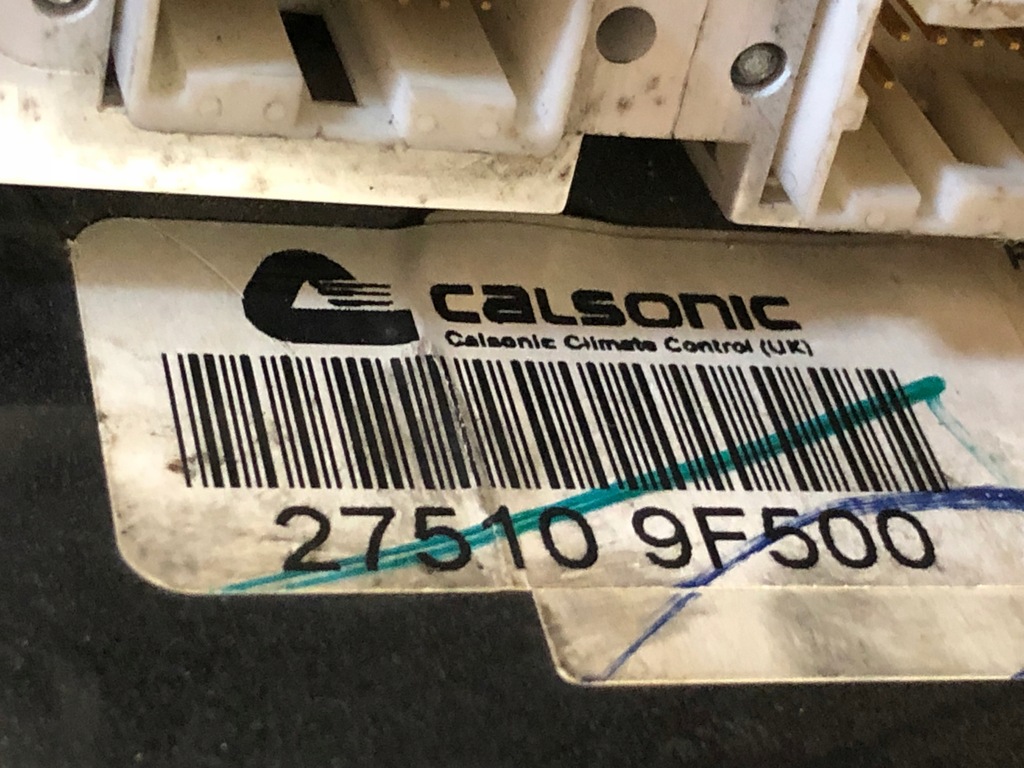 CALSONIC
Calsonic Climate Control (UK)
27510 9F500